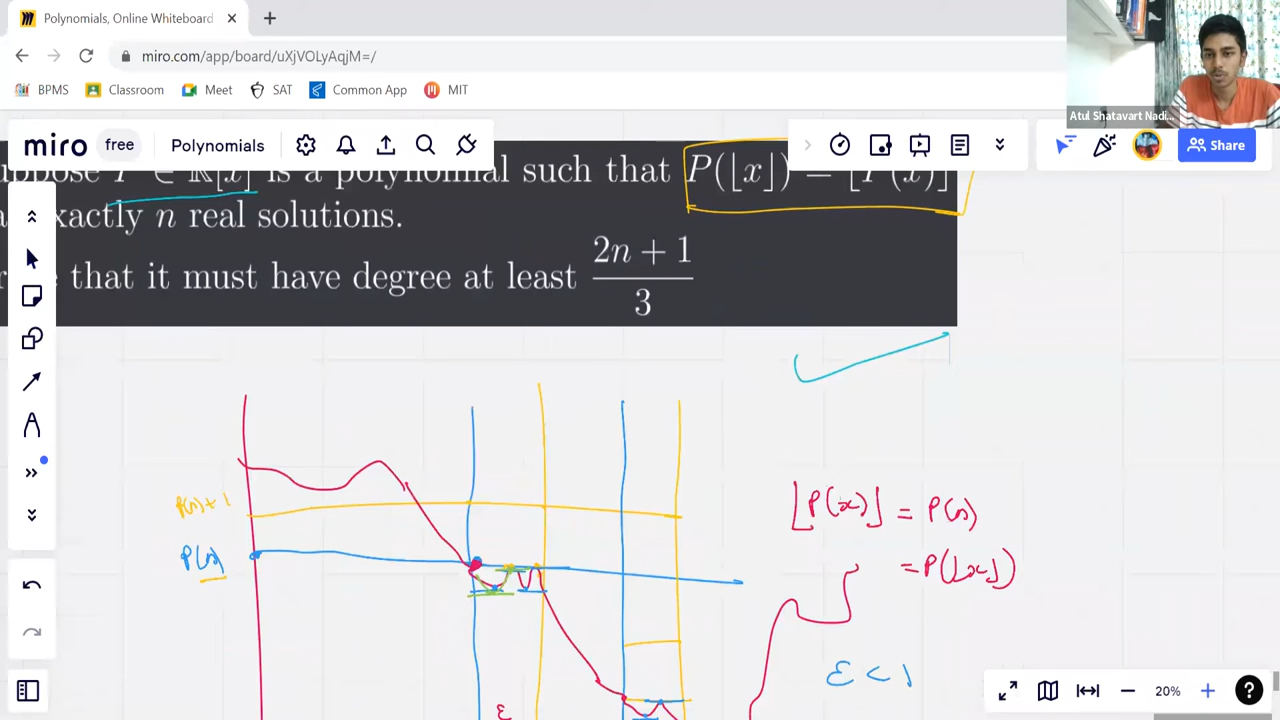 Polynomials, Online Whiteboard
miro.com/app/board/uXjVOLyAqjM=/
BPMS Classroom Meet SAT Common App MIT
Atul Shatavart Nadi...
miro free Polynomials Share
P ∈ ℝ[x] is a polynomial such that P(⌊x⌋) = ⌊P(x)⌋
exactly n real solutions.
that it must have degree at least \frac{2n + 1}{3}
P(n)+1
⌊P(x)⌋ = P(n)
P(n)
= P(⌊x⌋)
ε < 1
ε
20%